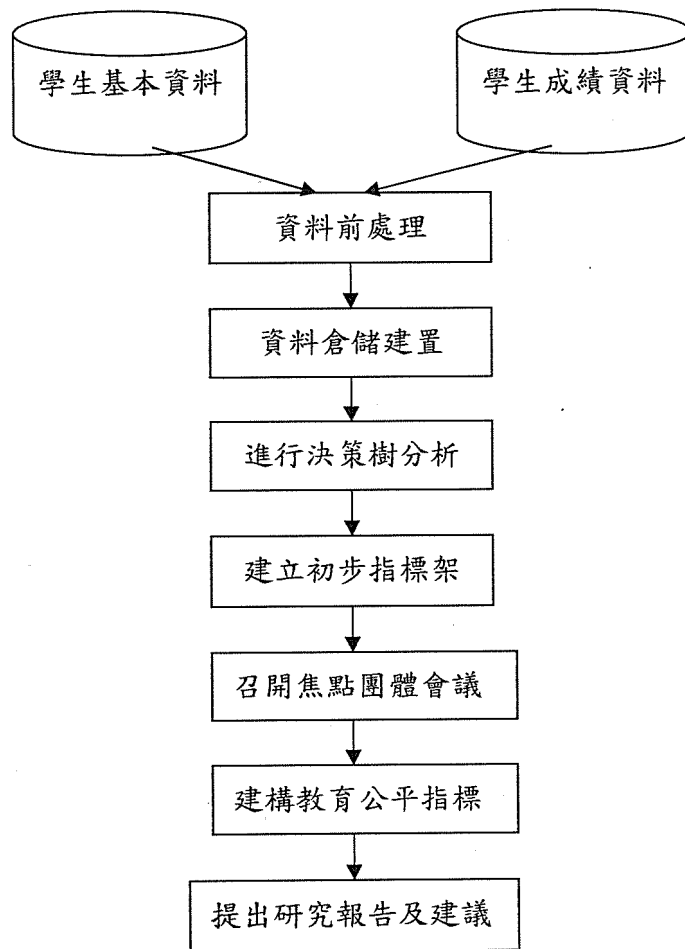 學生基本資料
學生成績資料
資料前處理
資料倉儲建置
進行決策樹分析
建立初步指標架
召開焦點團體會議
建構教育公平指標
提出研究報告及建議